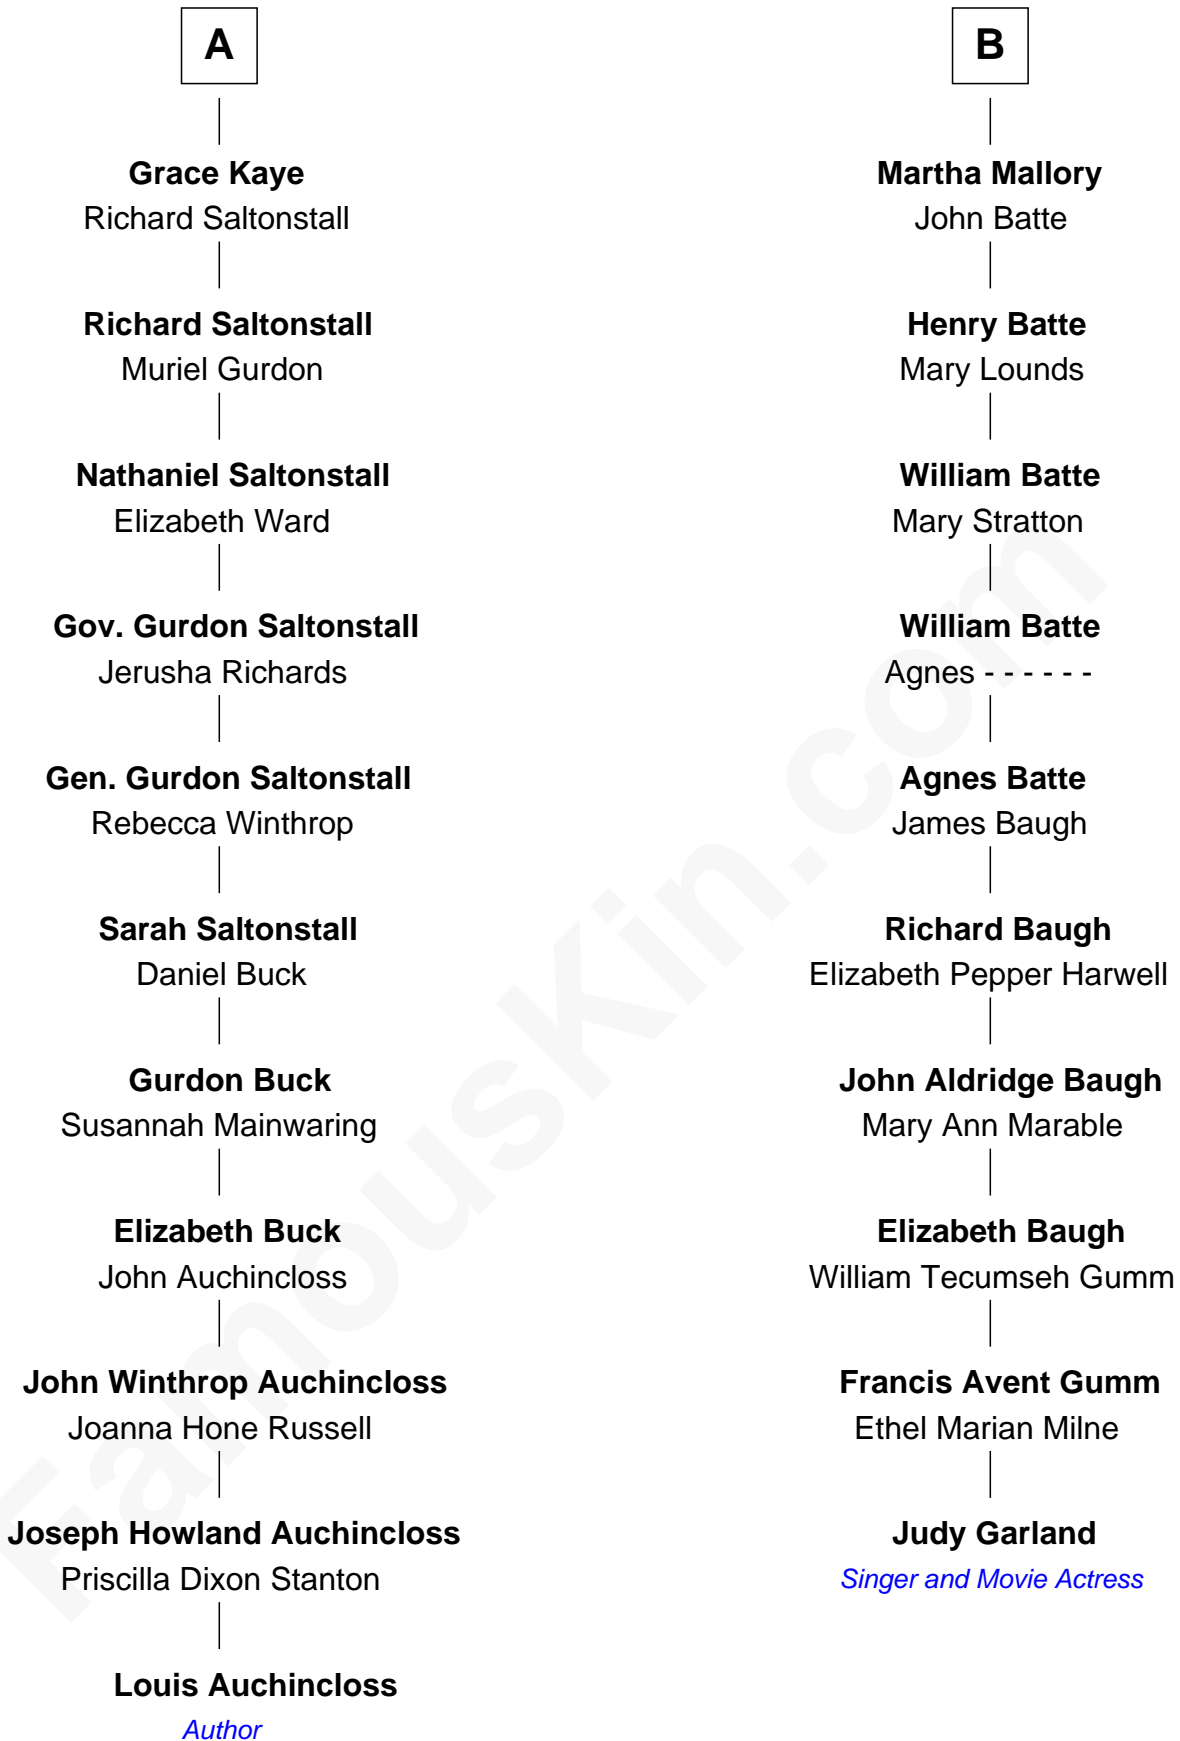 A
Grace Kaye
Richard Saltonstall
Richard Saltonstall
Muriel Gurdon
Nathaniel Saltonstall
Elizabeth Ward
Gov. Gurdon Saltonstall
Jerusha Richards
Gen. Gurdon Saltonstall
Rebecca Winthrop
Sarah Saltonstall
Daniel Buck
Gurdon Buck
Susannah Mainwaring
Elizabeth Buck
John Auchincloss
John Winthrop Auchincloss
Joanna Hone Russell
Joseph Howland Auchincloss
Priscilla Dixon Stanton
Louis Auchincloss
Author
B
Martha Mallory
John Batte
Henry Batte
Mary Lounds
William Batte
Mary Stratton
William Batte
Agnes - - - - - -
Agnes Batte
James Baugh
Richard Baugh
Elizabeth Pepper Harwell
John Aldridge Baugh
Mary Ann Marable
Elizabeth Baugh
William Tecumseh Gumm
Francis Avent Gumm
Ethel Marian Milne
Judy Garland
Singer and Movie Actress
FamousKin.com